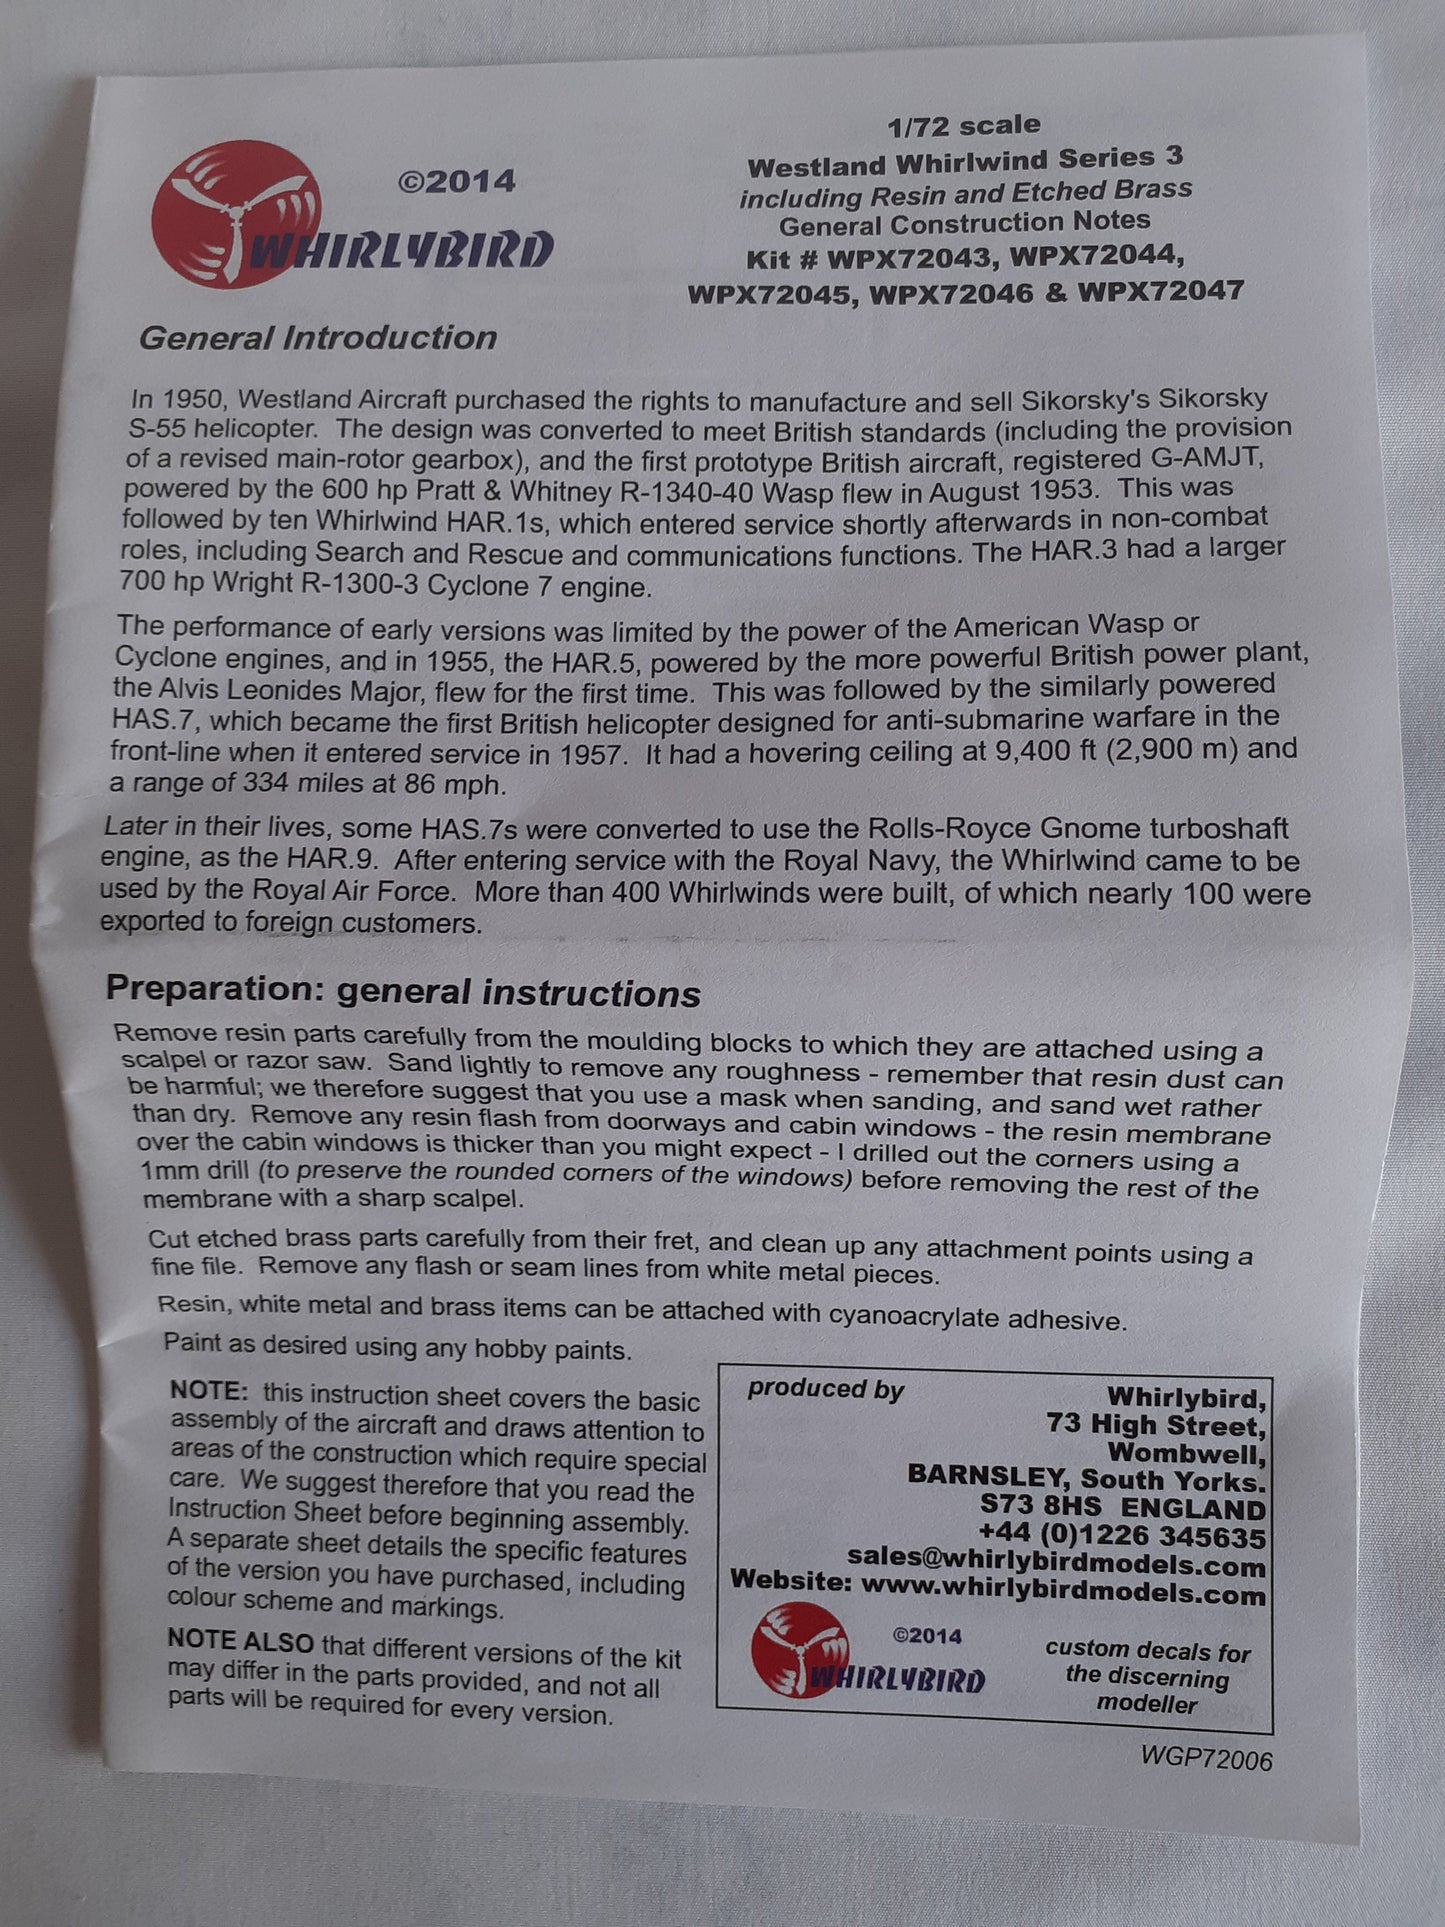 ©2014
WHIRLYBIRD
1/72 scale
Westland Whirlwind Series 3
including Resin and Etched Brass
General Construction Notes
Kit # WPX72043, WPX72044,
WPX72045, WPX72046 & WPX72047
General Introduction
In 1950, Westland Aircraft purchased the rights to manufacture and sell Sikorsky's Sikorsky
S-55 helicopter. The design was converted to meet British standards (including the provision
of a revised main-rotor gearbox), and the first prototype British aircraft, registered G-AMJT,
powered by the 600 hp Pratt & Whitney R-1340-40 Wasp flew in August 1953. This was
followed by ten Whirlwind HAR.1s, which entered service shortly afterwards in non-combat
roles, including Search and Rescue and communications functions. The HAR.3 had a larger
700 hp Wright R-1300-3 Cyclone 7 engine.
The performance of early versions was limited by the power of the American Wasp or
Cyclone engines, and in 1955, the HAR.5, powered by the more powerful British power plant,
the Alvis Leonides Major, flew for the first time. This was followed by the similarly powered
HAS.7, which became the first British helicopter designed for anti-submarine warfare in the
front-line when it entered service in 1957. It had a hovering ceiling at 9,400 ft (2,900 m) and
a range of 334 miles at 86 mph.
Later in their lives, some HAS.7s were converted to use the Rolls-Royce Gnome turboshaft
engine, as the HAR.9. After entering service with the Royal Navy, the Whirlwind came to be
used by the Royal Air Force. More than 400 Whirlwinds were built, of which nearly 100 were
exported to foreign customers.
Preparation: general instructions
Remove resin parts carefully from the moulding blocks to which they are attached using a
scalpel or razor saw. Sand lightly to remove any roughness - remember that resin dust can
be harmful; we therefore suggest that you use a mask when sanding, and sand wet rather
than dry. Remove any resin flash from doorways and cabin windows - the resin membrane
over the cabin windows is thicker than you might expect - I drilled out the corners using a
1mm drill (to preserve the rounded corners of the windows) before removing the rest of the
membrane with a sharp scalpel.
Cut etched brass parts carefully from their fret, and clean up any attachment points using a
fine file. Remove any flash or seam lines from white metal pieces.
Resin, white metal and brass items can be attached with cyanoacrylate adhesive.
Paint as desired using any hobby paints.
NOTE: this instruction sheet covers the basic
assembly of the aircraft and draws attention to
areas of the construction which require special
care. We suggest therefore that you read the
Instruction Sheet before beginning assembly.
A separate sheet details the specific features
of the version you have purchased, including
colour scheme and markings.
NOTE ALSO that different versions of the kit
may differ in the parts provided, and not all
parts will be required for every version.
produced by
Whirlybird,
73 High Street,
Wombwell,
BARNSLEY, South Yorks.
S73 8HS ENGLAND
+44 (0)1226 345635
sales@whirlybirdmodels.com
Website: www.whirlybirdmodels.com
©2014
WHIRLYBIRD
custom decals for
the discerning
modeller
WGP72006